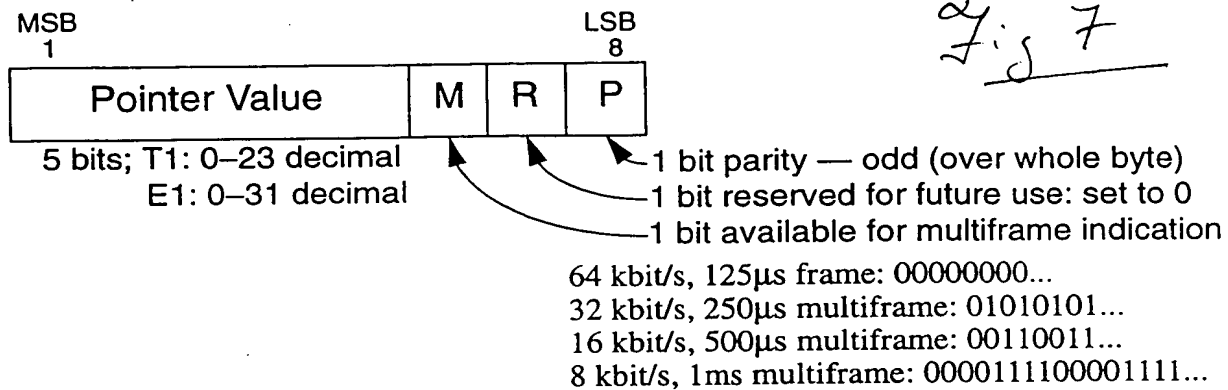 MSB
1
LSB
8
Fig 7
Pointer Value M R P
5 bits; T1: 0–23 decimal
E1: 0–31 decimal
1 bit parity — odd (over whole byte)
1 bit reserved for future use: set to 0
1 bit available for multiframe indication
64 kbit/s, 125µs frame: 00000000...
32 kbit/s, 250µs multiframe: 01010101...
16 kbit/s, 500µs multiframe: 00110011...
8 kbit/s, 1ms multiframe: 0000111100001111...